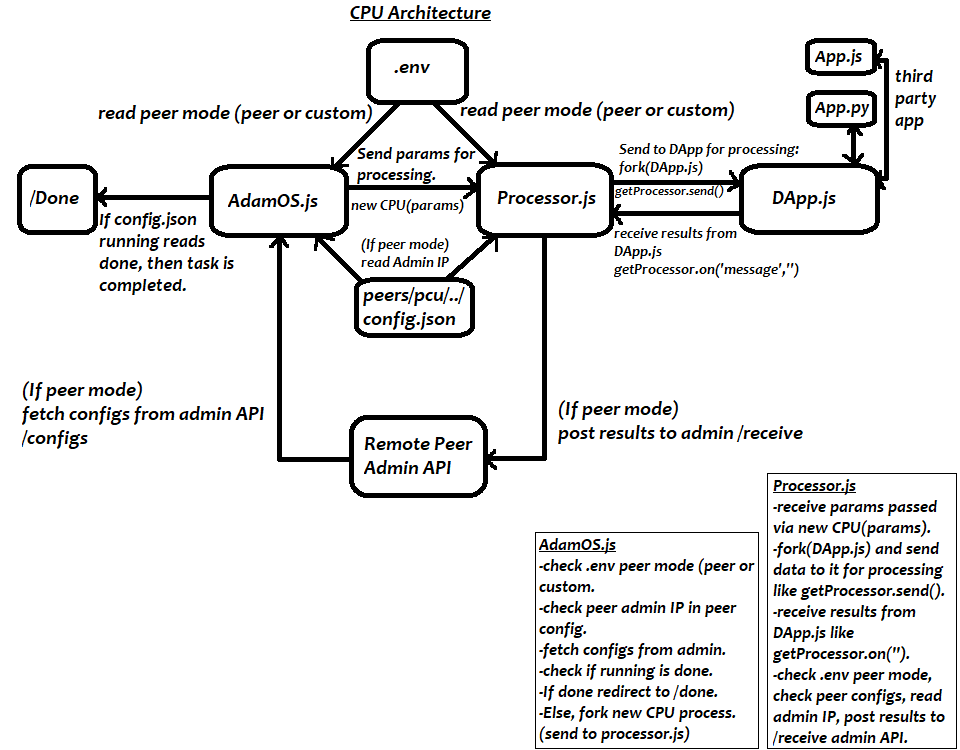 CPU Architecture
.env
App.js
App.py
third
party
app
read peer mode (peer or custom)
read peer mode (peer or custom)
/Done
AdamOS.js
Send params for
processing.
new CPU(params)
Processor.js
Send to DApp for processing:
fork(DApp.js)
getProcessor.send()
DApp.js
receive results from
DApp.js
getProcessor.on('message','')
If config.json
running reads
done, then task is
completed.
(If peer mode)
read Admin IP
peers/pcu/../
config.json
(If peer mode)
fetch configs from admin API
/configs
Remote Peer
Admin API
(If peer mode)
post results to admin /receive
AdamOS.js
-check .env peer mode (peer or
custom.
-check peer admin IP in peer
config.
-fetch configs from admin.
-check if running is done.
-If done redirect to /done.
-Else, fork new CPU process.
(send to processor.js)
Processor.js
-receive params passed
via new CPU(params).
-fork(DApp.js) and send
data to it for processing
like getProcessor.send().
-receive results from
DApp.js like
getProcessor.on('').
-check .env peer mode,
check peer configs, read
admin IP, post results to
/receive admin API.